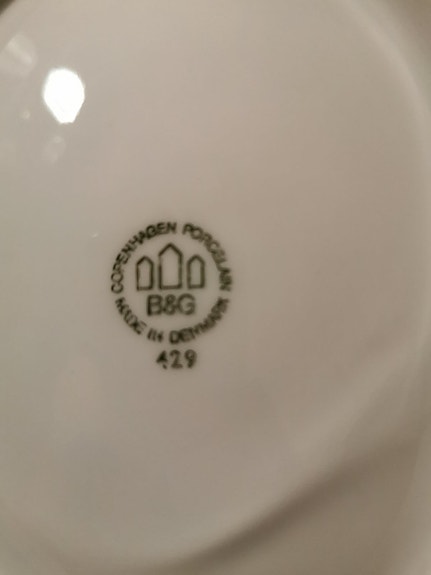 COPENHAGEN PORCELAIN
B&G
MADE IN DENMARK
429